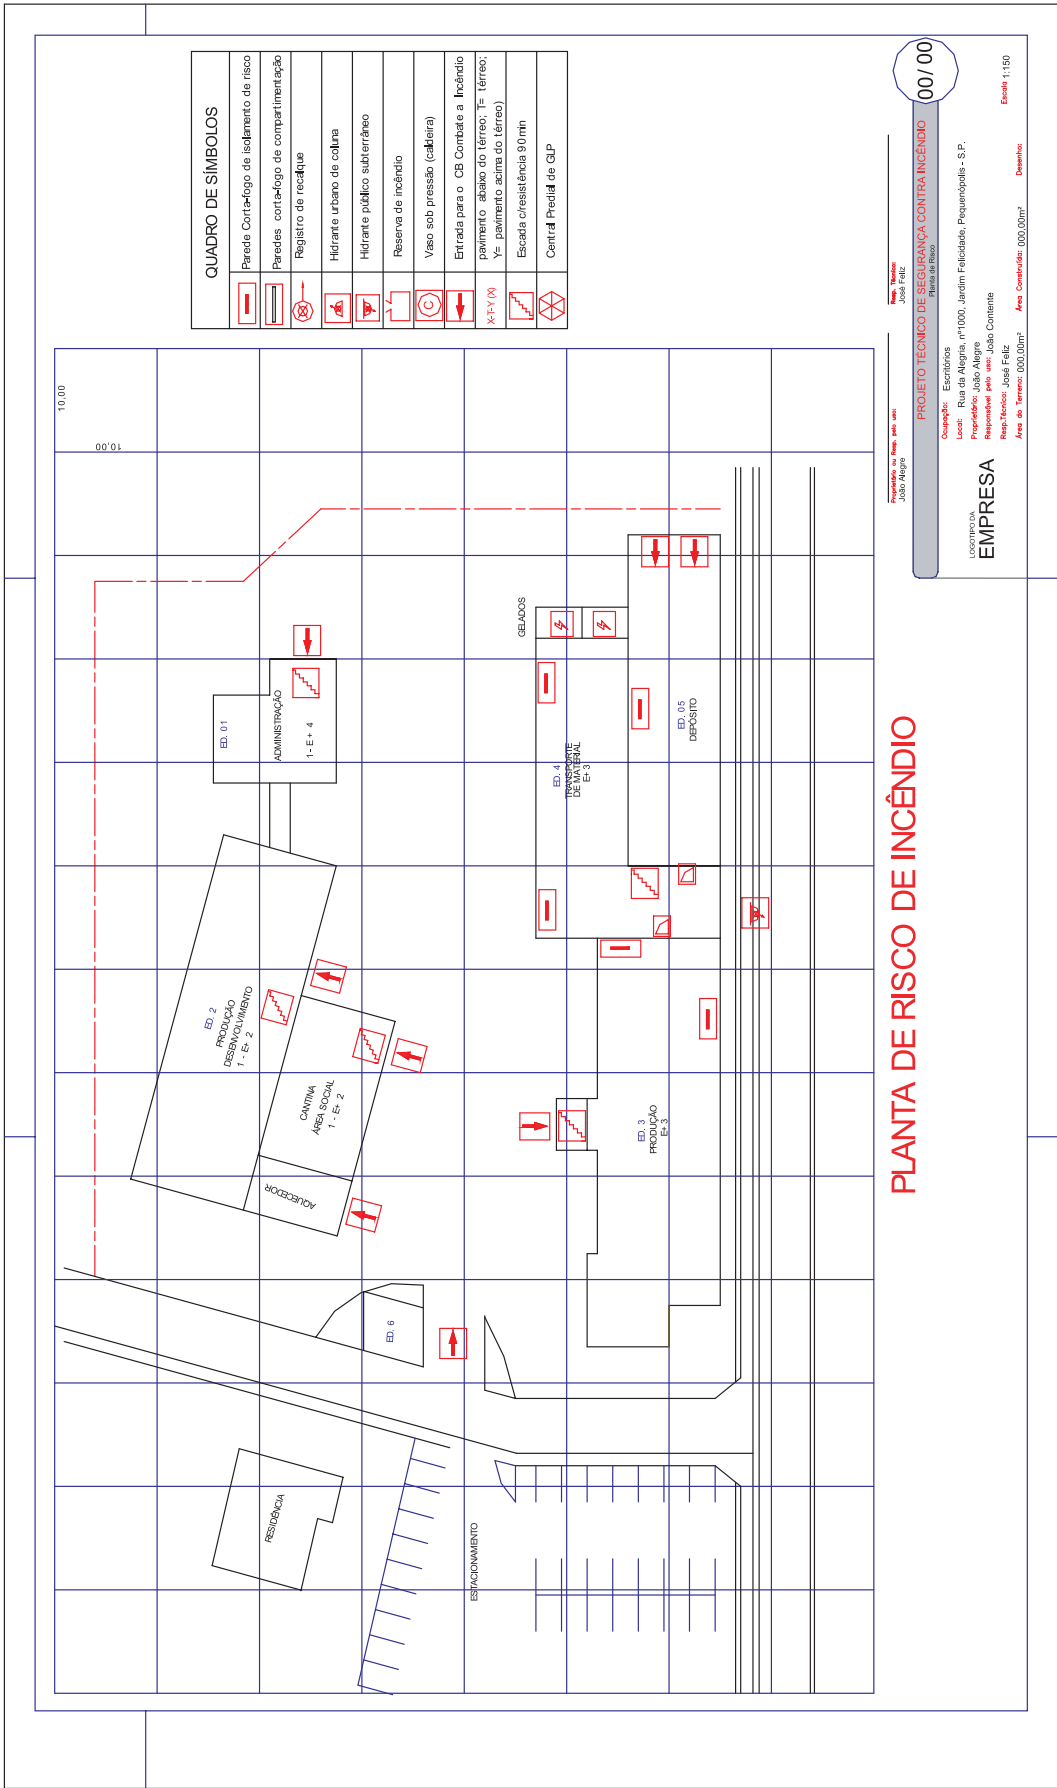 QUADRO DE SÍMBOLOS
Parede Corta-fogo de isolamento de risco
Paredes corta-fogo de compartimentação
Registro de recalque
Hidrante urbano de coluna
Hidrante público subterrâneo
Reserva de incêndio
C
Vaso sob pressão (caldeira)
Entrada para o CB Combate a Incêndio
X-T-Y (X)
pavimento abaixo do térreo; T= térreo;
Y= pavimento acima do térreo)
Escada c/resistência 90min
Central Predial de GLP
10,00
10,00
RESIDÊNCIA
ESTACIONAMENTO
ED. 6
AQUECEDOR
ED. 2
PRODUÇÃO
DESENVOLVIMENTO
1 - E+ 2
CANTINA
ÁREA SOCIAL
1 - E+ 2
ED. 01
ADMINISTRAÇÃO
1- E + 4
ED. 3
PRODUÇÃO
E+ 3
ED. 4
TRANSPORTE
DE MATERIAL
E+ 3
GELADOS
ED. 05
DEPÓSITO
PLANTA DE RISCO DE INCÊNDIO
Proprietário ou Resp. pelo uso:
João Alegre
Resp. Técnico:
José Feliz
PROJETO TÉCNICO DE SEGURANÇA CONTRA INCÊNDIO
Planta de Risco
00/00
LOGOTIPO DA
EMPRESA
Ocupação: Escritórios
Local: Rua da Alegria, nº1000, Jardim Felicidade, Pequenópolis - S.P.
Proprietário: João Alegre
Responsável pelo uso: João Contente
Resp.Técnico: José Feliz
Área do Terreno: 000,00m² Área Construída: 000,00m² Desenho: Escala 1:150